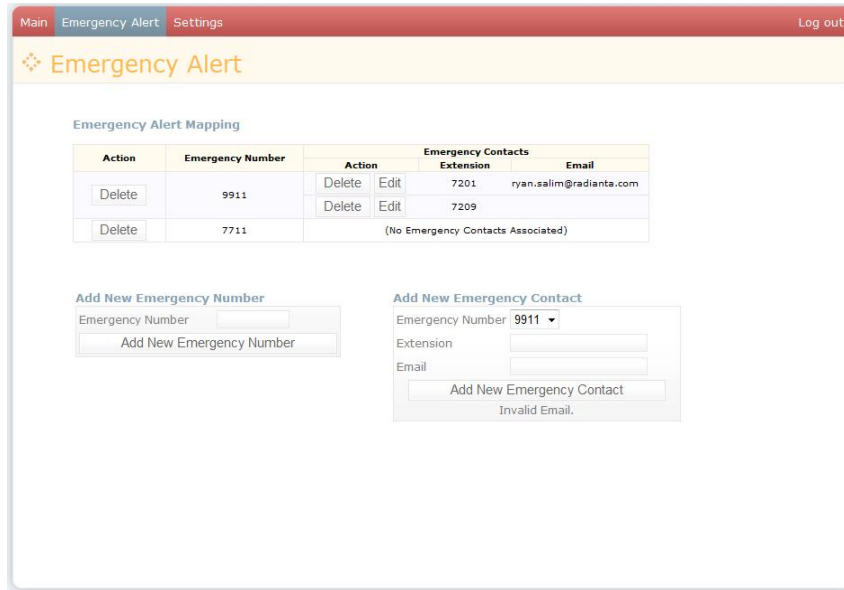 Main Emergency Alert Settings Log out
Emergency Alert
Emergency Alert Mapping
Action Emergency Number Emergency Contacts
Action Extension Email
Delete 9911 Delete Edit 7201 ryan.salim@radianta.com
Delete Edit 7209
Delete 7711 (No Emergency Contacts Associated)
Add New Emergency Number
Emergency Number
Add New Emergency Number
Add New Emergency Contact
Emergency Number 9911
Extension
Email
Add New Emergency Contact
Invalid Email.